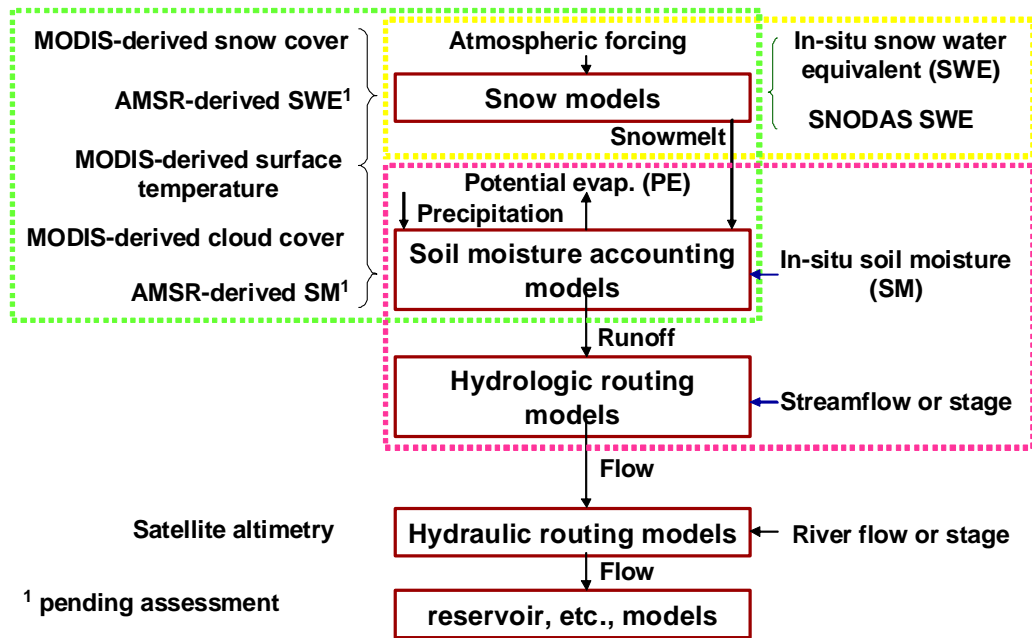 MODIS-derived snow cover
AMSR-derived SWE¹
MODIS-derived surface
temperature
MODIS-derived cloud cover
AMSR-derived SM¹
Atmospheric forcing
Snow models
Snowmelt
In-situ snow water
equivalent (SWE)
SNODAS SWE
Potential evap. (PE)
Precipitation
Soil moisture accounting
models
In-situ soil moisture
(SM)
Runoff
Hydrologic routing
models
Streamflow or stage
Flow
Satellite altimetry
Hydraulic routing models
River flow or stage
Flow
¹ pending assessment
reservoir, etc., models